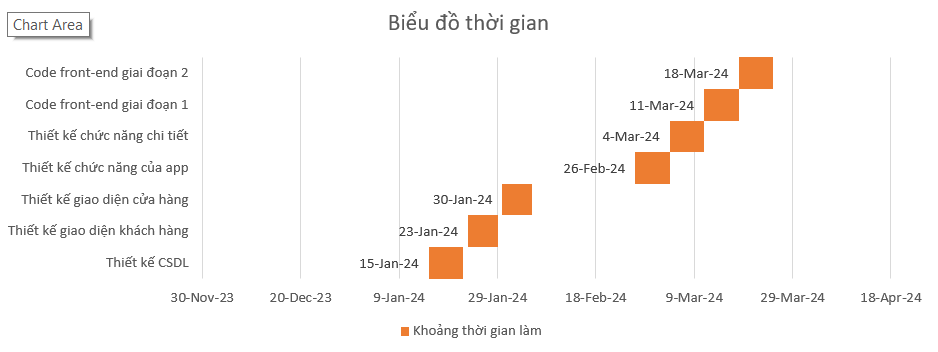 Chart Area
Biểu đồ thời gian
Code front-end giai đoạn 2
18-Mar-24
Code front-end giai đoạn 1
11-Mar-24
Thiết kế chức năng chi tiết
4-Mar-24
Thiết kế chức năng của app
26-Feb-24
Thiết kế giao diện cửa hàng
30-Jan-24
Thiết kế giao diện khách hàng
23-Jan-24
Thiết kế CSDL
15-Jan-24
30-Nov-23 20-Dec-23 9-Jan-24 29-Jan-24 18-Feb-24 9-Mar-24 29-Mar-24 18-Apr-24
Khoảng thời gian làm